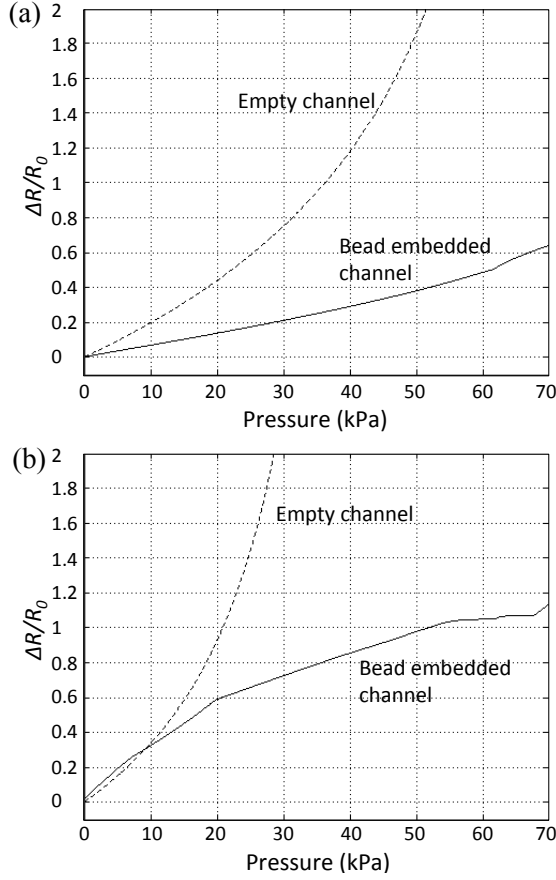 (a)
2
1.8
1.6
1.4
1.2
1
0.8
0.6
0.4
0.2
0
ΔR/R0
Empty channel
Bead embedded
channel
0 10 20 30 40 50 60 70
Pressure (kPa)
(b)
2
1.8
1.6
1.4
1.2
1
0.8
0.6
0.4
0.2
0
ΔR/R0
Empty channel
Bead embedded
channel
0 10 20 30 40 50 60 70
Pressure (kPa)